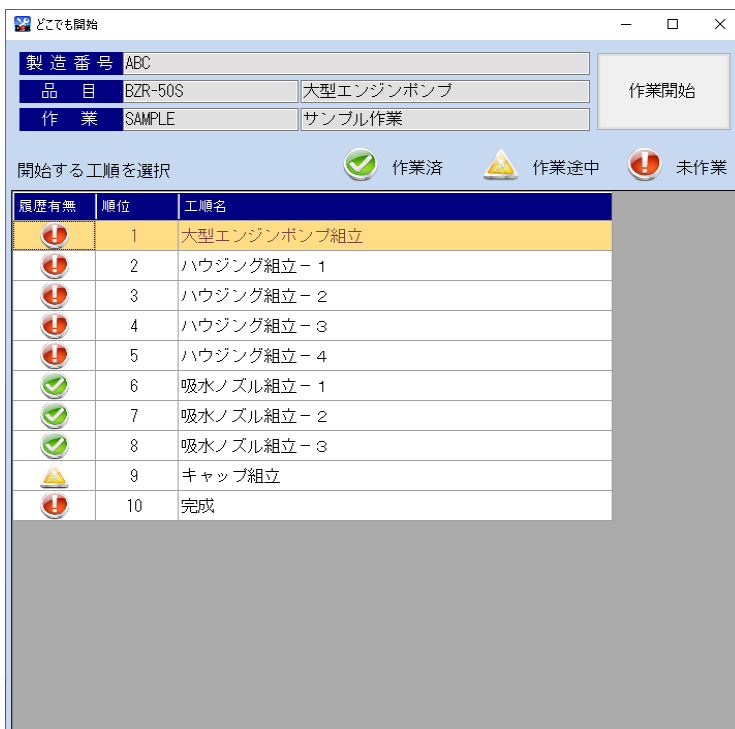 どこでも開始
製造番号 ABC
品目 BZR-50S 大型エンジンポンプ
作業 SAMPLE サンプル作業
作業開始
開始する工順を選択 作業済 作業途中 未作業
履歴有無 順位 工順名
1 大型エンジンポンプ組立
2 ハウジング組立－1
3 ハウジング組立－2
4 ハウジング組立－3
5 ハウジング組立－4
6 吸水ノズル組立－1
7 吸水ノズル組立－2
8 吸水ノズル組立－3
9 キャップ組立
10 完成